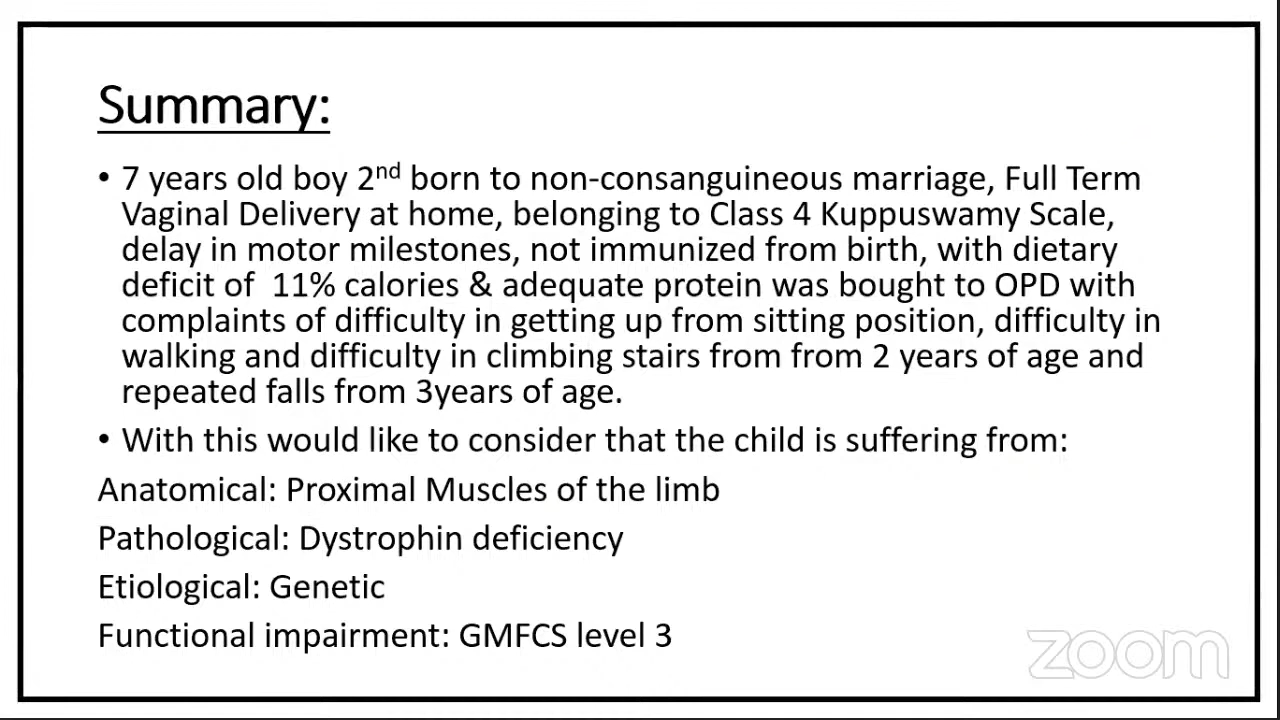 Summary:
• 7 years old boy 2nd born to non-consanguineous marriage, Full Term
Vaginal Delivery at home, belonging to Class 4 Kuppuswamy Scale,
delay in motor milestones, not immunized from birth, with dietary
deficit of  11% calories & adequate protein was bought to OPD with
complaints of difficulty in getting up from sitting position, difficulty in
walking and difficulty in climbing stairs from from 2 years of age and
repeated falls from 3years of age.
• With this would like to consider that the child is suffering from:
Anatomical: Proximal Muscles of the limb
Pathological: Dystrophin deficiency
Etiological: Genetic
Functional impairment: GMFCS level 3
zoom